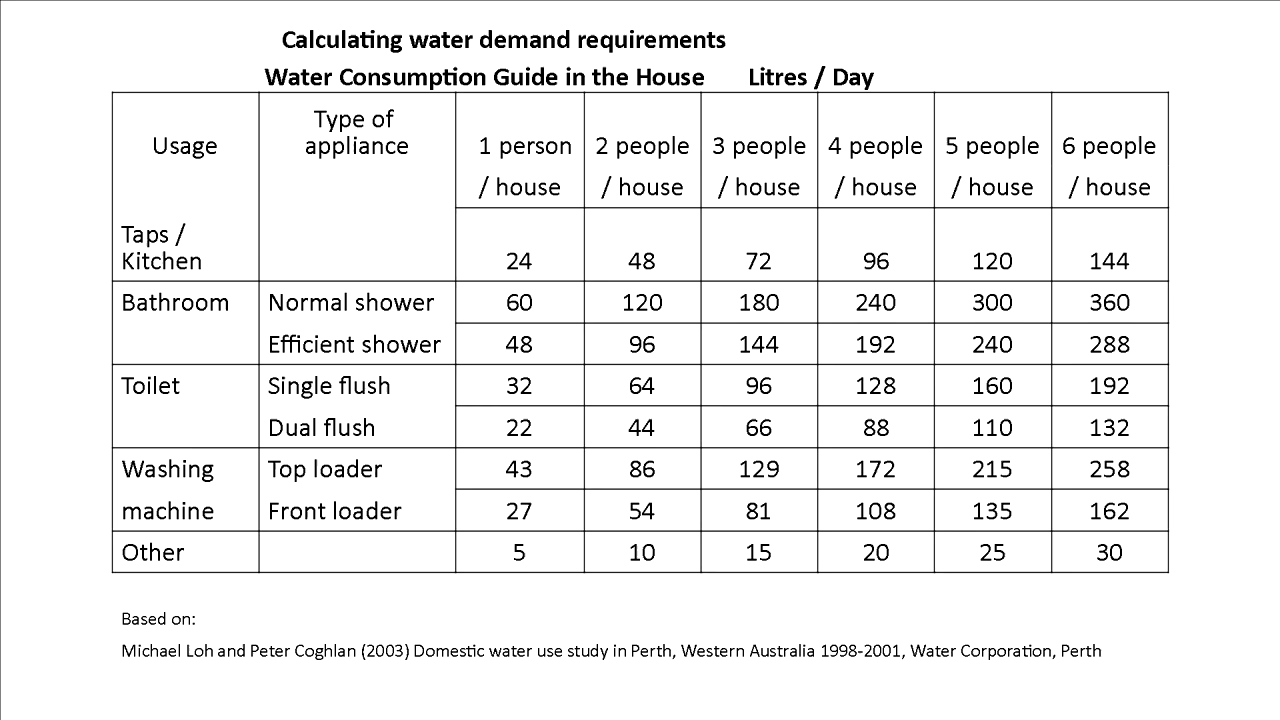 Calculating water demand requirements
Water Consumption Guide in the House Litres / Day
Usage Type of appliance 1 person / house 2 people / house 3 people / house 4 people / house 5 people / house 6 people / house
Taps / Kitchen 24 48 72 96 120 144
Bathroom Normal shower 60 120 180 240 300 360
Efficient shower 48 96 144 192 240 288
Toilet Single flush 32 64 96 128 160 192
Dual flush 22 44 66 88 110 132
Washing Top loader 43 86 129 172 215 258
machine Front loader 27 54 81 108 135 162
Other 5 10 15 20 25 30
Based on:
Michael Loh and Peter Coghlan (2003) Domestic water use study in Perth, Western Australia 1998-2001, Water Corporation, Perth